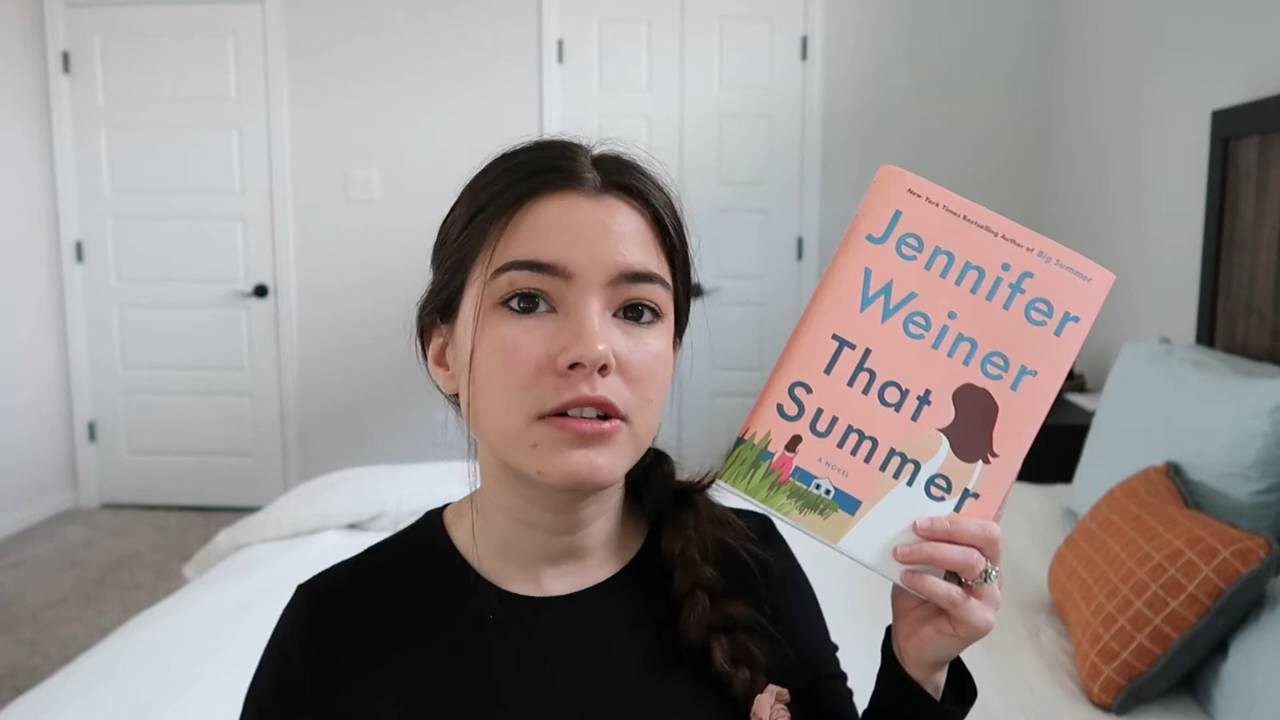 New York Times Bestselling Author of Big Summer
Jennifer
Weiner
That
Summer
A NOVEL